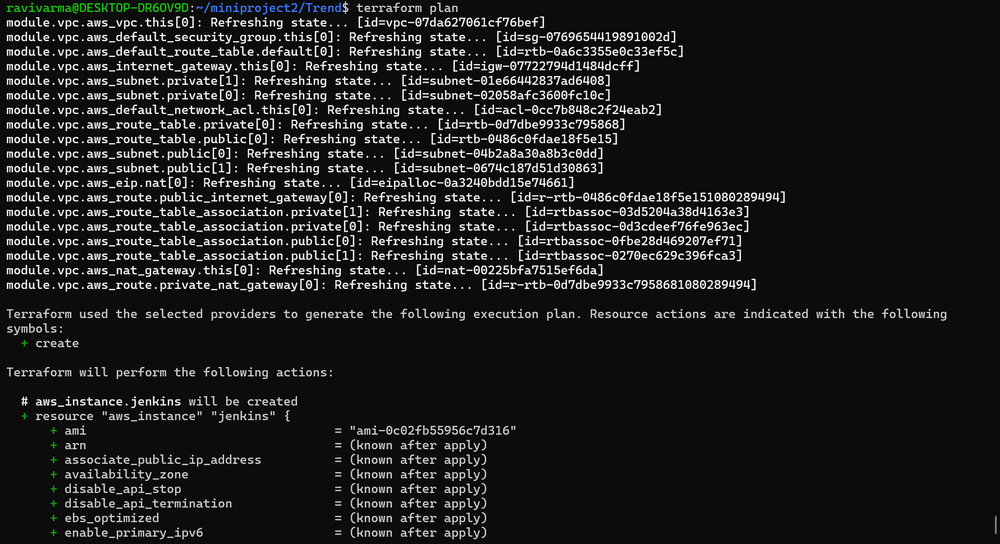 ravivarma@DESKTOP-DR6OV9D:~/miniproject2/Trend$ terraform plan
module.vpc.aws_vpc.this[0]: Refreshing state... [id=vpc-07da627061cf76bef]
module.vpc.aws_default_security_group.this[0]: Refreshing state... [id=sg-0769654419891002d]
module.vpc.aws_default_route_table.default[0]: Refreshing state... [id=rtb-0a6c3355e0c33ef5c]
module.vpc.aws_internet_gateway.this[0]: Refreshing state... [id=igw-07722794d1484dcff]
module.vpc.aws_subnet.private[1]: Refreshing state... [id=subnet-01e66442837ad6408]
module.vpc.aws_subnet.private[0]: Refreshing state... [id=subnet-02058afc3600fc10c]
module.vpc.aws_default_network_acl.this[0]: Refreshing state... [id=acl-0cc7b848c2f24eab2]
module.vpc.aws_route_table.private[0]: Refreshing state... [id=rtb-0d7dbe9933c795868]
module.vpc.aws_route_table.public[0]: Refreshing state... [id=rtb-0486c0fdae18f5e15]
module.vpc.aws_subnet.public[0]: Refreshing state... [id=subnet-04b2a8a30a8b3c0dd]
module.vpc.aws_subnet.public[1]: Refreshing state... [id=subnet-0674c187d51d30863]
module.vpc.aws_eip.nat[0]: Refreshing state... [id=eipalloc-0a3240bdd15e74661]
module.vpc.aws_route.public_internet_gateway[0]: Refreshing state... [id=r-rtb-0486c0fdae18f5e151080289494]
module.vpc.aws_route_table_association.private[1]: Refreshing state... [id=rtbassoc-03d5204a38d4163e3]
module.vpc.aws_route_table_association.private[0]: Refreshing state... [id=rtbassoc-0d3cdeef76fe963ec]
module.vpc.aws_route_table_association.public[0]: Refreshing state... [id=rtbassoc-0fbe28d469207ef71]
module.vpc.aws_route_table_association.public[1]: Refreshing state... [id=rtbassoc-0270ec629c396fca3]
module.vpc.aws_nat_gateway.this[0]: Refreshing state... [id=nat-00225bfa7515ef6da]
module.vpc.aws_route.private_nat_gateway[0]: Refreshing state... [id=r-rtb-0d7dbe9933c7958681080289494]

Terraform used the selected providers to generate the following execution plan. Resource actions are indicated with the following
symbols:
  + create

Terraform will perform the following actions:

  # aws_instance.jenkins will be created
  + resource "aws_instance" "jenkins" {
      + ami                                  = "ami-0c02fb55956c7d316"
      + arn                                  = (known after apply)
      + associate_public_ip_address          = (known after apply)
      + availability_zone                    = (known after apply)
      + disable_api_stop                     = (known after apply)
      + disable_api_termination              = (known after apply)
      + ebs_optimized                        = (known after apply)
      + enable_primary_ipv6                  = (known after apply)